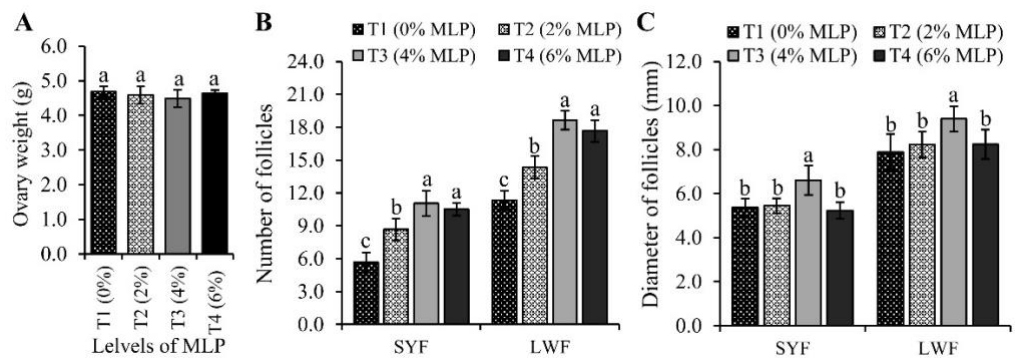 A
Ovary weight (g)
6.0
5.0
4.0
3.0
2.0
1.0
0.0
a a a a
T1 (0%)
T2 (2%)
T3 (4%)
T4 (6%)
Lelvels of MLP
B
T1 (0% MLP) T2 (2% MLP)
T3 (4% MLP) T4 (6% MLP)
Number of follicles
24.0
21.0
18.0
15.0
12.0
9.0
6.0
3.0
0.0
c b a a c b a a
SYF LWF
C
T1 (0% MLP) T2 (2% MLP)
T3 (4% MLP) T4 (6% MLP)
Diameter of follicles (mm)
12.0
10.0
8.0
6.0
4.0
2.0
0.0
b b a b b b a b
SYF LWF